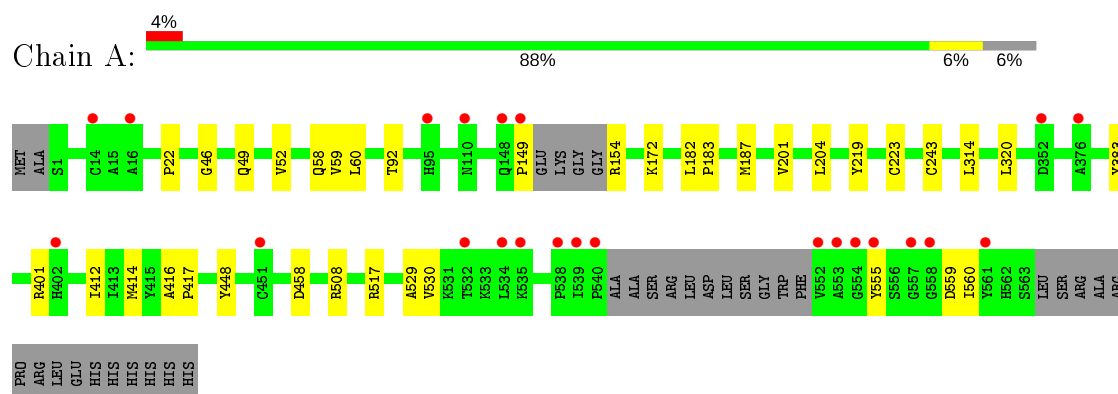 4%
Chain A:
88% 6% 6%
MET ALA S1 C14 A15 A16 P22 G46 Q49 V52 Q58 V59 L60 T92 H95 N110 Q148 P149 GLU LYS GLY GLY R154 K172 L182 P183 M187 V201 L204 Y219 C223 C243 L314 L320 D352 A376
R401 H402 I412 I413 M414 Y415 A416 P417 Y448 C451 D458 R508 R517 A529 V530 K531 T532 K533 L534 K535 P538 I539 P540 ALA ALA SER ARG LEU ASP LEU SER GLY TRP PHE V552 A553 G554 Y555 S556 G557 G558 D559 I560 Y561 H562 S563 LEU SER ARG ALA ARG
PRO ARG LEU GLU HIS HIS HIS HIS HIS HIS